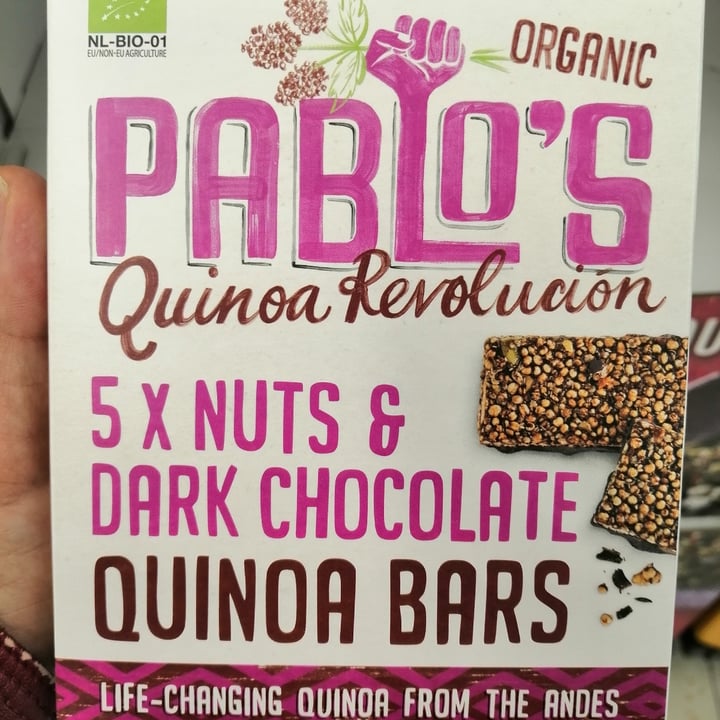 NL-BIO-01
EU/NON-EU AGRICULTURE
ORGANIC
PABLO'S
Quinoa Revolución
5 X NUTS &
DARK CHOCOLATE
QUINOA BARS
LIFE-CHANGING QUINOA FROM THE ANDES